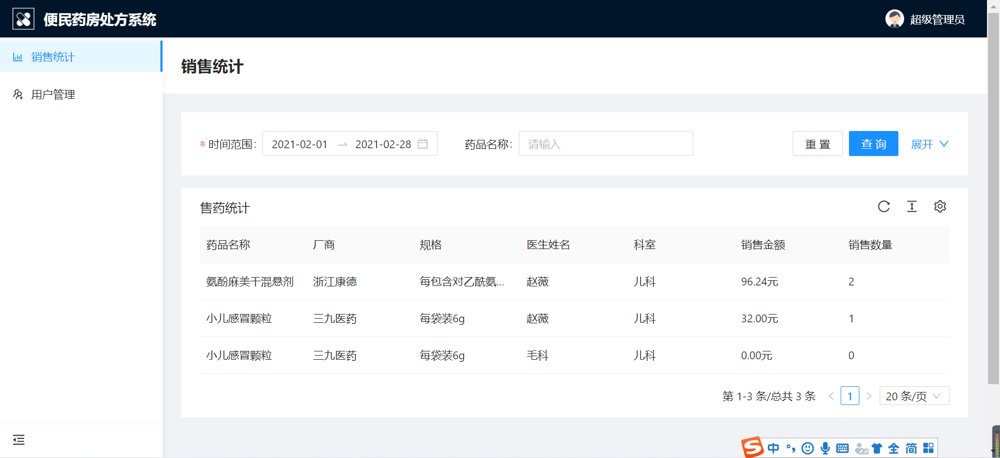 便民药房处方系统
超级管理员
销售统计
用户管理
销售统计
* 时间范围: 2021-02-01 → 2021-02-28 药品名称: 请输入 重 置 查 询 展开
售药统计
药品名称 厂商 规格 医生姓名 科室 销售金额 销售数量
氨酚麻美干混悬剂 浙江康德 每包含对乙酰氨... 赵薇 儿科 96.24元 2
小儿感冒颗粒 三九医药 每袋装6g 赵薇 儿科 32.00元 1
小儿感冒颗粒 三九医药 每袋装6g 毛科 儿科 0.00元 0
第 1-3 条/总共 3 条 < 1 > 20 条/页
中 °, 全 简